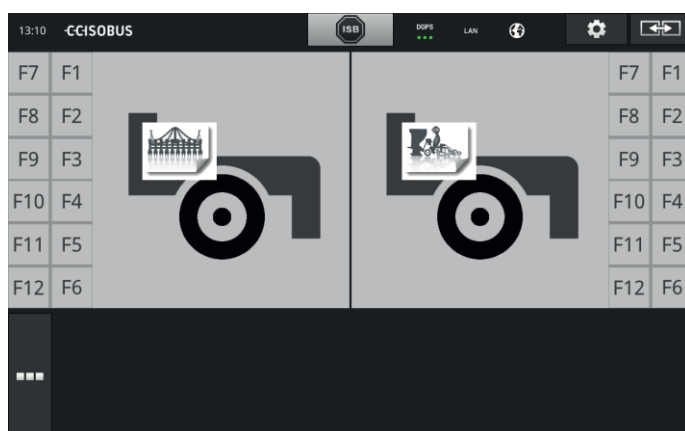 13:10 CCISOBUS ISB DGPS LAN
F7 F1 F7 F1
F8 F2 F8 F2
F9 F3 F9 F3
F10 F4 F10 F4
F11 F5 F11 F5
F12 F6 F12 F6